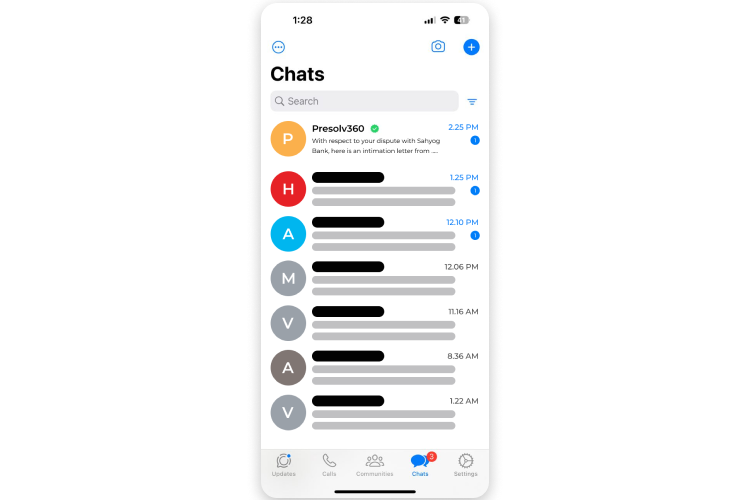 1:28
41
Chats
Search
P
Presolv360
2.25 PM
With respect to your dispute with Sahyog
Bank, here is an intimation letter from ....
1
H
1.25 PM
1
A
12.10 PM
1
M
12.06 PM
V
11.16 AM
A
8.36 AM
V
1.22 AM
3
Updates
Calls
Communities
Chats
Settings